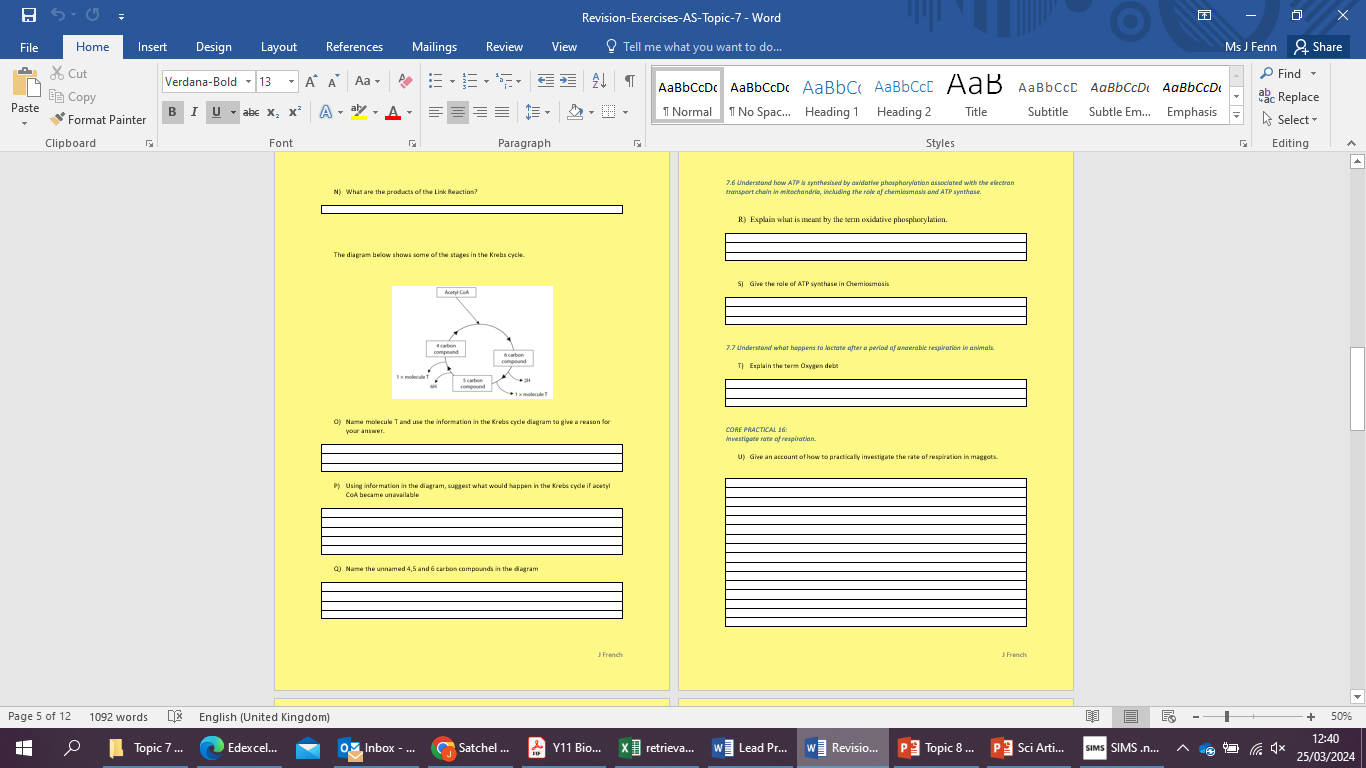 Revision-Exercises-AS-Topic-7 - Word
File
Home
Insert
Design
Layout
References
Mailings
Review
View
Tell me what you want to do...
Ms J Fenn
Share
Paste
Cut
Copy
Format Painter
Clipboard
Verdana-Bold
13
Font
Paragraph
AaBbCcDc
¶ Normal
AaBbCcDc
¶ No Spac...
AaBbCc
Heading 1
AaBbCcD
Heading 2
AaB
Title
AaBbCcD
Subtitle
AaBbCcDc
Subtle Em...
AaBbCcDc
Emphasis
Styles
Find
Replace
Select
Editing
N) What are the products of the Link Reaction?
The diagram below shows some of the stages in the Krebs cycle.
Acetyl CoA
4 carbon
compound
6 carbon
compound
5 carbon
compound
1 × molecule T
6H
2H
1 × molecule T
O) Name molecule T and use the information in the Krebs cycle diagram to give a reason for
your answer.
P) Using information in the diagram, suggest what would happen in the Krebs cycle if acetyl
CoA became unavailable
Q) Name the unnamed 4,5 and 6 carbon compounds in the diagram
J French
7.6 Understand how ATP is synthesised by oxidative phosphorylation associated with the electron
transport chain in mitochondria, including the role of chemiosmosis and ATP synthase.
R) Explain what is meant by the term oxidative phosphorylation.
S) Give the role of ATP synthase in Chemiosmosis
7.7 Understand what happens to lactate after a period of anaerobic respiration in animals.
T) Explain the term Oxygen debt
CORE PRACTICAL 16:
Investigate rate of respiration.
U) Give an account of how to practically investigate the rate of respiration in maggots.
J French
Page 5 of 12
1092 words
English (United Kingdom)
50%
Topic 7 ...
Edexcel...
Inbox - ...
Satchel ...
Y11 Bio...
retrieva...
Lead Pr...
Revisio...
Topic 8 ...
Sci Arti...
SIMS .n...
12:40
25/03/2024